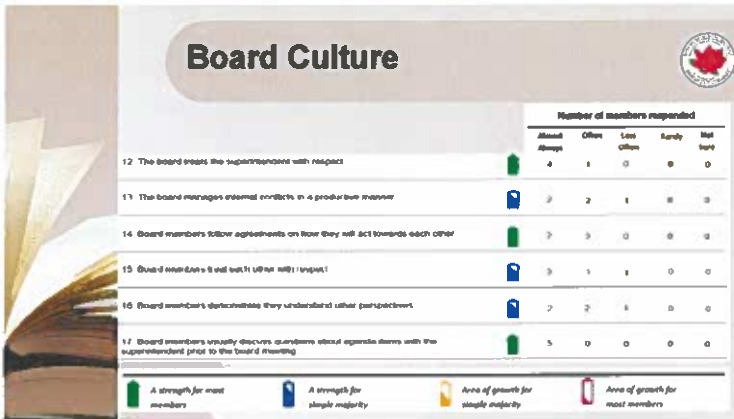 Board Culture
Number of members responded
Almost Always
Often
Less Often
Rarely
Not Sure
12 The board treats the superintendent with respect 4 1 0 0 0
13 The board manages internal conflicts in a productive manner 2 2 1 0 0
14 Board members follow agreements on how they will act towards each other 2 3 0 0 0
15 Board members treat each other with respect 3 1 1 0 0
16 Board members demonstrate they understand other perspectives 2 2 1 0 0
17 Board members usually discuss questions about agenda items with the
superintendent prior to the board meeting 5 0 0 0 0
A strength for most
members
A strength for
simple majority
Area of growth for
simple majority
Area of growth for
most members